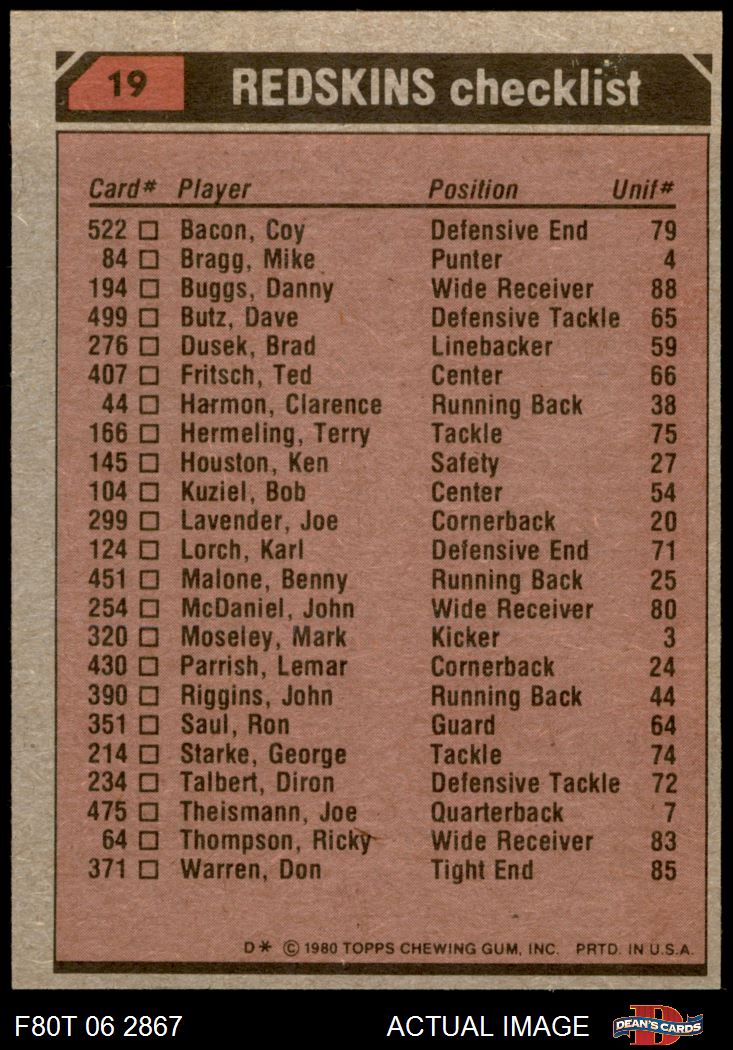 19 REDSKINS checklist
Card# Player Position Unif#
522 Bacon, Coy Defensive End 79
84 Bragg, Mike Punter 4
194 Buggs, Danny Wide Receiver 88
499 Butz, Dave Defensive Tackle 65
276 Dusek, Brad Linebacker 59
407 Fritsch, Ted Center 66
44 Harmon, Clarence Running Back 38
166 Hermeling, Terry Tackle 75
145 Houston, Ken Safety 27
104 Kuziel, Bob Center 54
299 Lavender, Joe Cornerback 20
124 Lorch, Karl Defensive End 71
451 Malone, Benny Running Back 25
254 McDaniel, John Wide Receiver 80
320 Moseley, Mark Kicker 3
430 Parrish, Lemar Cornerback 24
390 Riggins, John Running Back 44
351 Saul, Ron Guard 64
214 Starke, George Tackle 74
234 Talbert, Diron Defensive Tackle 72
475 Theismann, Joe Quarterback 7
64 Thompson, Ricky Wide Receiver 83
371 Warren, Don Tight End 85
D* © 1980 TOPPS CHEWING GUM, INC. PRTD. IN U.S.A.
F80T 06 2867 ACTUAL IMAGE DEAN'S CARDS